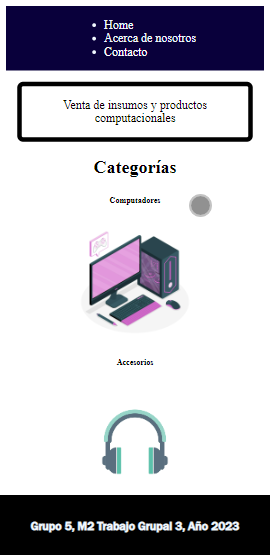 Home
Acerca de nosotros
Contacto
Venta de insumos y productos
computacionales
Categorías
Computadores
Accesorios
Grupo 5, M2 Trabajo Grupal 3, Año 2023